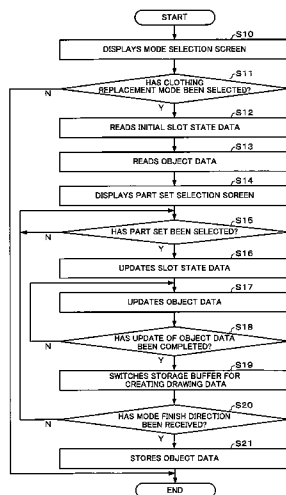 START
S10
DISPLAYS MODE SELECTION SCREEN
S11
HAS CLOTHING
REPLACEMENT MODE BEEN SELECTED?
N
Y
S12
READS INITIAL SLOT STATE DATA
S13
READS OBJECT DATA
S14
DISPLAYS PART SET SELECTION SCREEN
S15
HAS PART SET BEEN SELECTED?
N
Y
S16
UPDATES SLOT STATE DATA
S17
UPDATES OBJECT DATA
S18
HAS UPDATE OF OBJECT DATA
BEEN COMPLETED?
N
Y
S19
SWITCHES STORAGE BUFFER FOR
CREATING DRAWING DATA
S20
HAS MODE FINISH DIRECTION
BEEN RECEIVED?
N
Y
S21
STORES OBJECT DATA
END